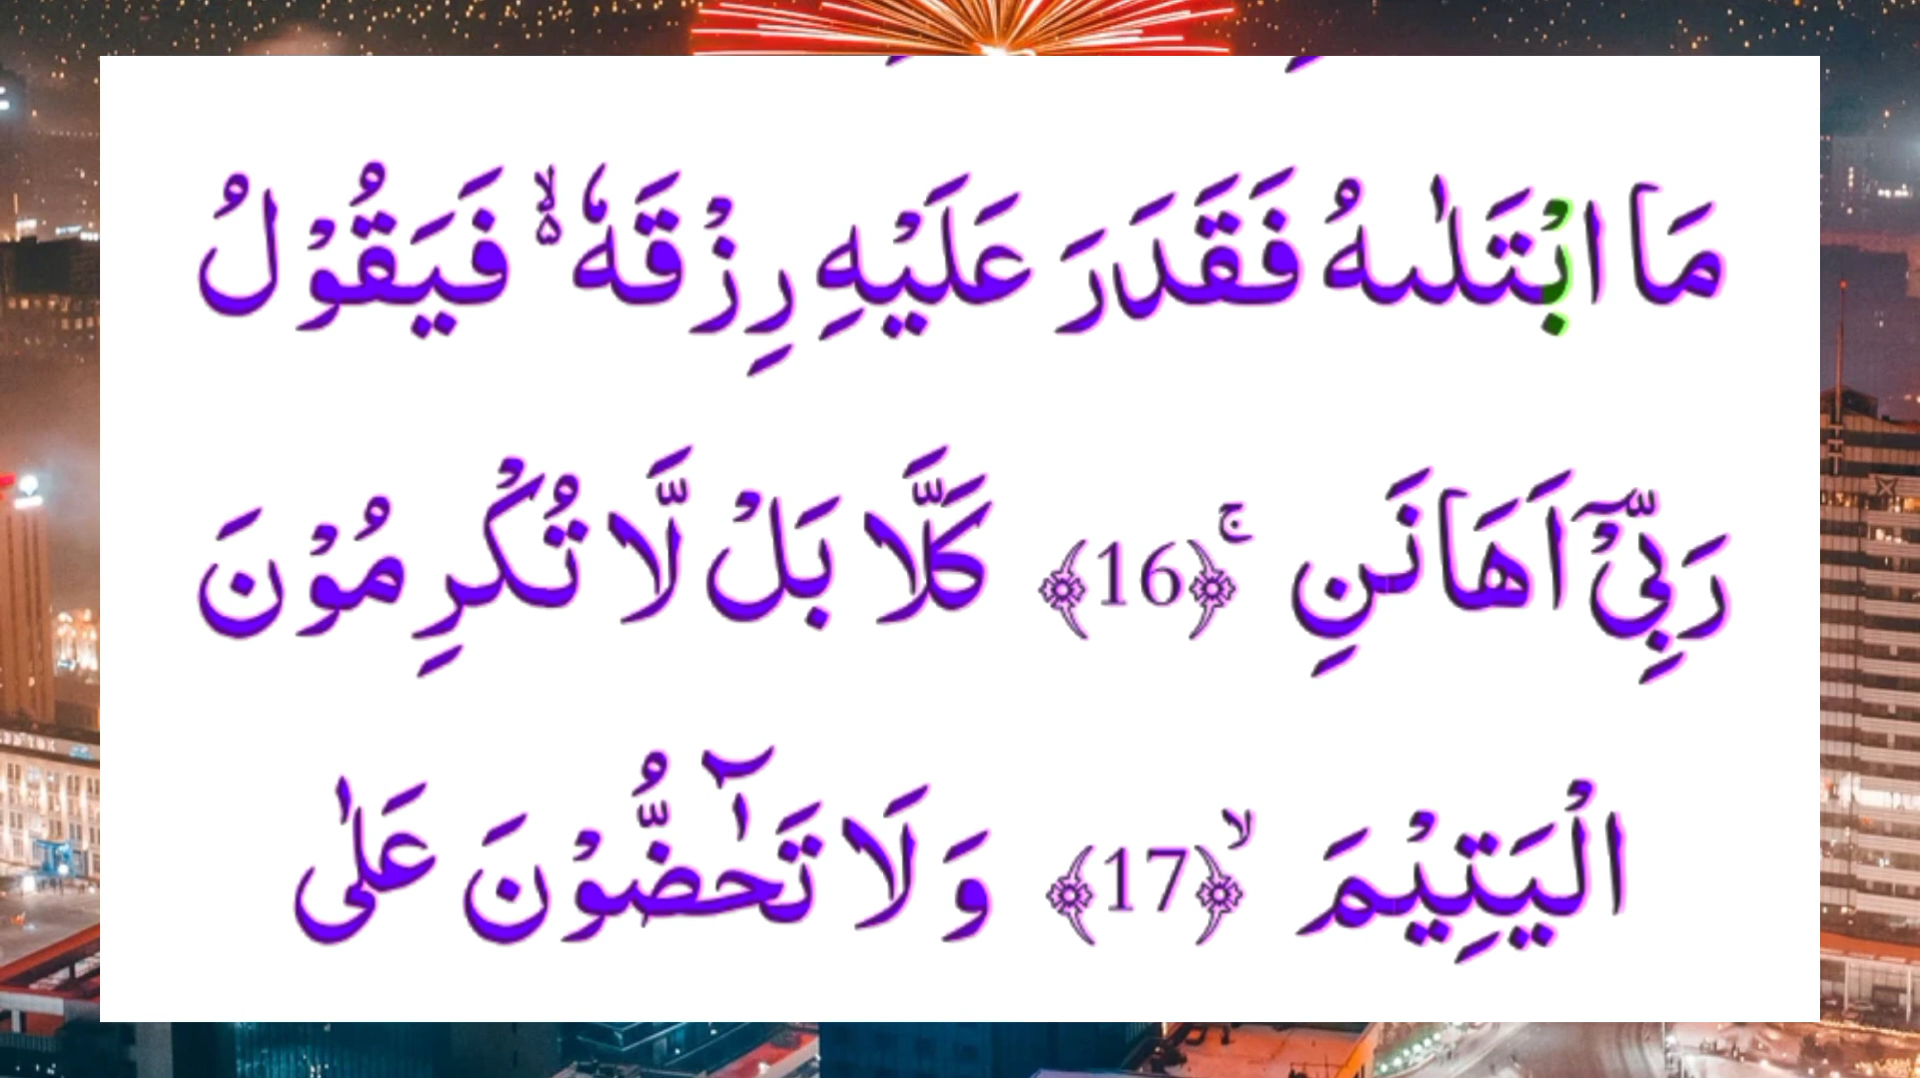 مَا ابْتَلٰىهُ فَقَدَرَ عَلَيْهِ رِزْقَهٗ ۙ۬ فَيَقُوْلُ
رَبِّيْۤ اَهَانَنِ ۚ﴿16﴾ كَلَّا بَلْ لَّا تُكْرِمُوْنَ
الْيَتِيْمَ ۙ﴿17﴾ وَلَا تَحٰٓضُّوْنَ عَلٰى